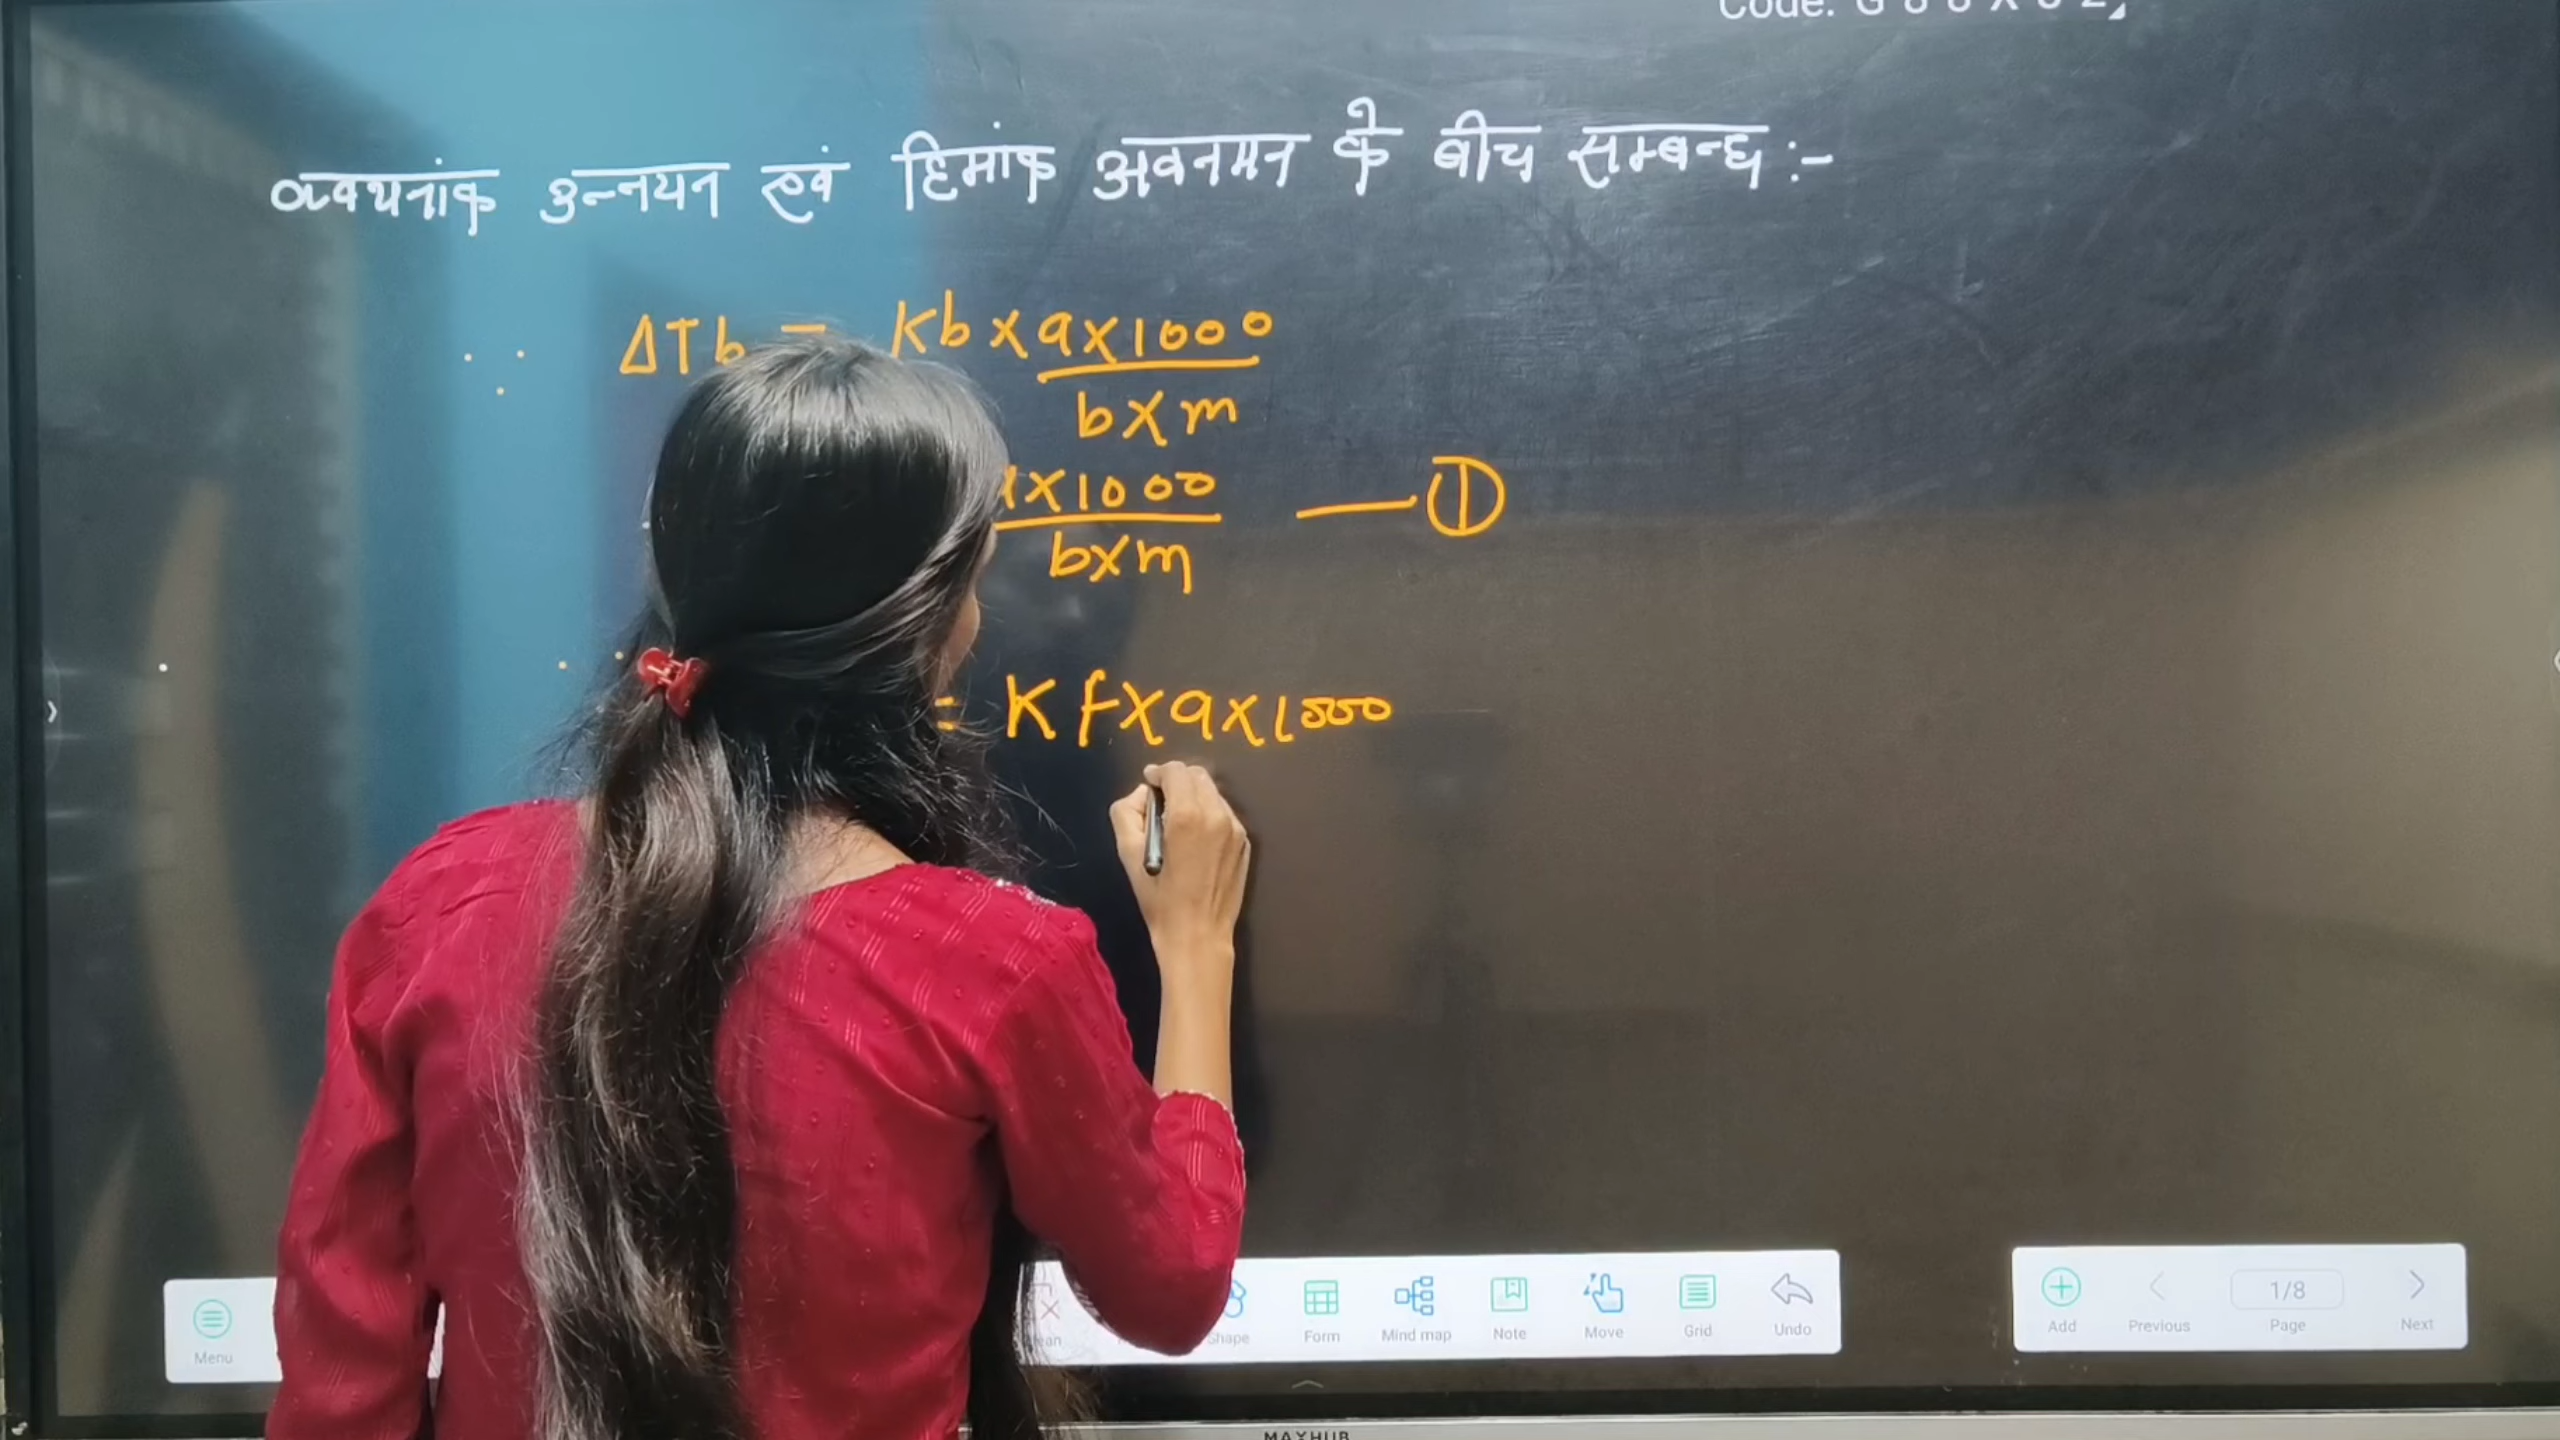 क्वथनांक उन्नयन एवं हिमांक अवनमन के बीच सम्बन्ध :-
∵ ΔTb = Kb x a x 1000
b x m
x 1000 — ①
b x m
= Kf x a x 1000
Menu Shape Form Mind map Note Move Grid Undo
Add Previous 1/8 Page Next
MAXHUB